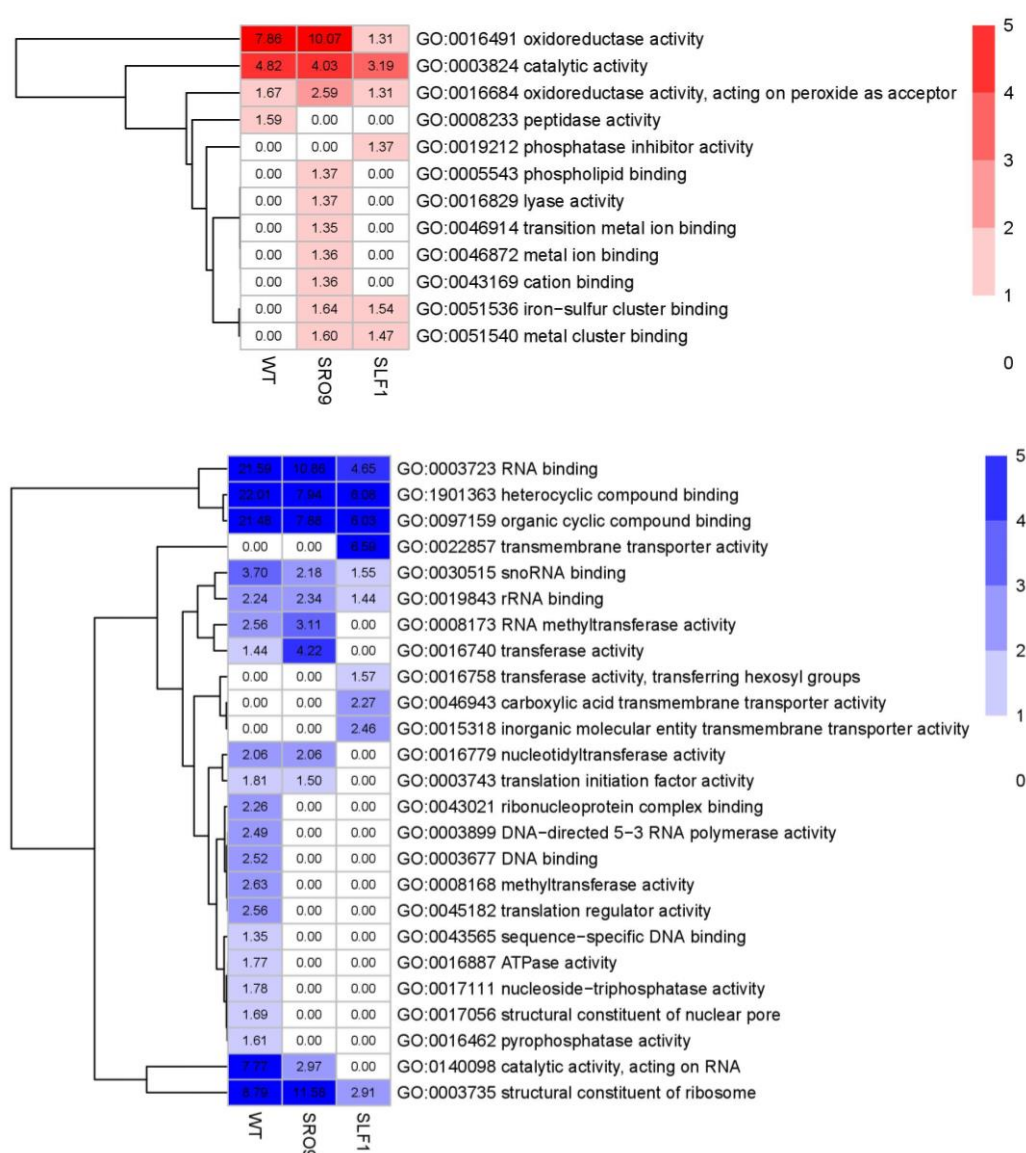 7.86 10.07 1.31 GO:0016491 oxidoreductase activity
4.82 4.03 3.19 GO:0003824 catalytic activity
1.67 2.59 1.31 GO:0016684 oxidoreductase activity, acting on peroxide as acceptor
1.59 0.00 0.00 GO:0008233 peptidase activity
0.00 0.00 1.37 GO:0019212 phosphatase inhibitor activity
0.00 1.37 0.00 GO:0005543 phospholipid binding
0.00 1.37 0.00 GO:0016829 lyase activity
0.00 1.35 0.00 GO:0046914 transition metal ion binding
0.00 1.36 0.00 GO:0046872 metal ion binding
0.00 1.36 0.00 GO:0043169 cation binding
0.00 1.64 1.54 GO:0051536 iron−sulfur cluster binding
0.00 1.60 1.47 GO:0051540 metal cluster binding
WT SRO9 SLF1
5
4
3
2
1
0
21.59 4.65 GO:0003723 RNA binding
22.01 7.94 GO:1901363 heterocyclic compound binding
21.48 GO:0097159 organic cyclic compound binding
0.00 0.00 GO:0022857 transmembrane transporter activity
3.70 2.18 1.55 GO:0030515 snoRNA binding
2.24 2.34 1.44 GO:0019843 rRNA binding
2.56 3.11 0.00 GO:0008173 RNA methyltransferase activity
1.44 4.22 0.00 GO:0016740 transferase activity
0.00 0.00 1.57 GO:0016758 transferase activity, transferring hexosyl groups
0.00 0.00 2.27 GO:0046943 carboxylic acid transmembrane transporter activity
0.00 0.00 2.46 GO:0015318 inorganic molecular entity transmembrane transporter activity
2.06 2.06 0.00 GO:0016779 nucleotidyltransferase activity
1.81 1.50 0.00 GO:0003743 translation initiation factor activity
2.26 0.00 0.00 GO:0043021 ribonucleoprotein complex binding
2.49 0.00 0.00 GO:0003899 DNA−directed 5−3 RNA polymerase activity
2.52 0.00 0.00 GO:0003677 DNA binding
2.63 0.00 0.00 GO:0008168 methyltransferase activity
2.56 0.00 0.00 GO:0045182 translation regulator activity
1.35 0.00 0.00 GO:0043565 sequence−specific DNA binding
1.77 0.00 0.00 GO:0016887 ATPase activity
1.78 0.00 0.00 GO:0017111 nucleoside−triphosphatase activity
1.69 0.00 0.00 GO:0017056 structural constituent of nuclear pore
1.61 0.00 0.00 GO:0016462 pyrophosphatase activity
2.97 0.00 GO:0140098 catalytic activity, acting on RNA
2.91 GO:0003735 structural constituent of ribosome
WT SRO9 SLF1
5
4
3
2
1
0